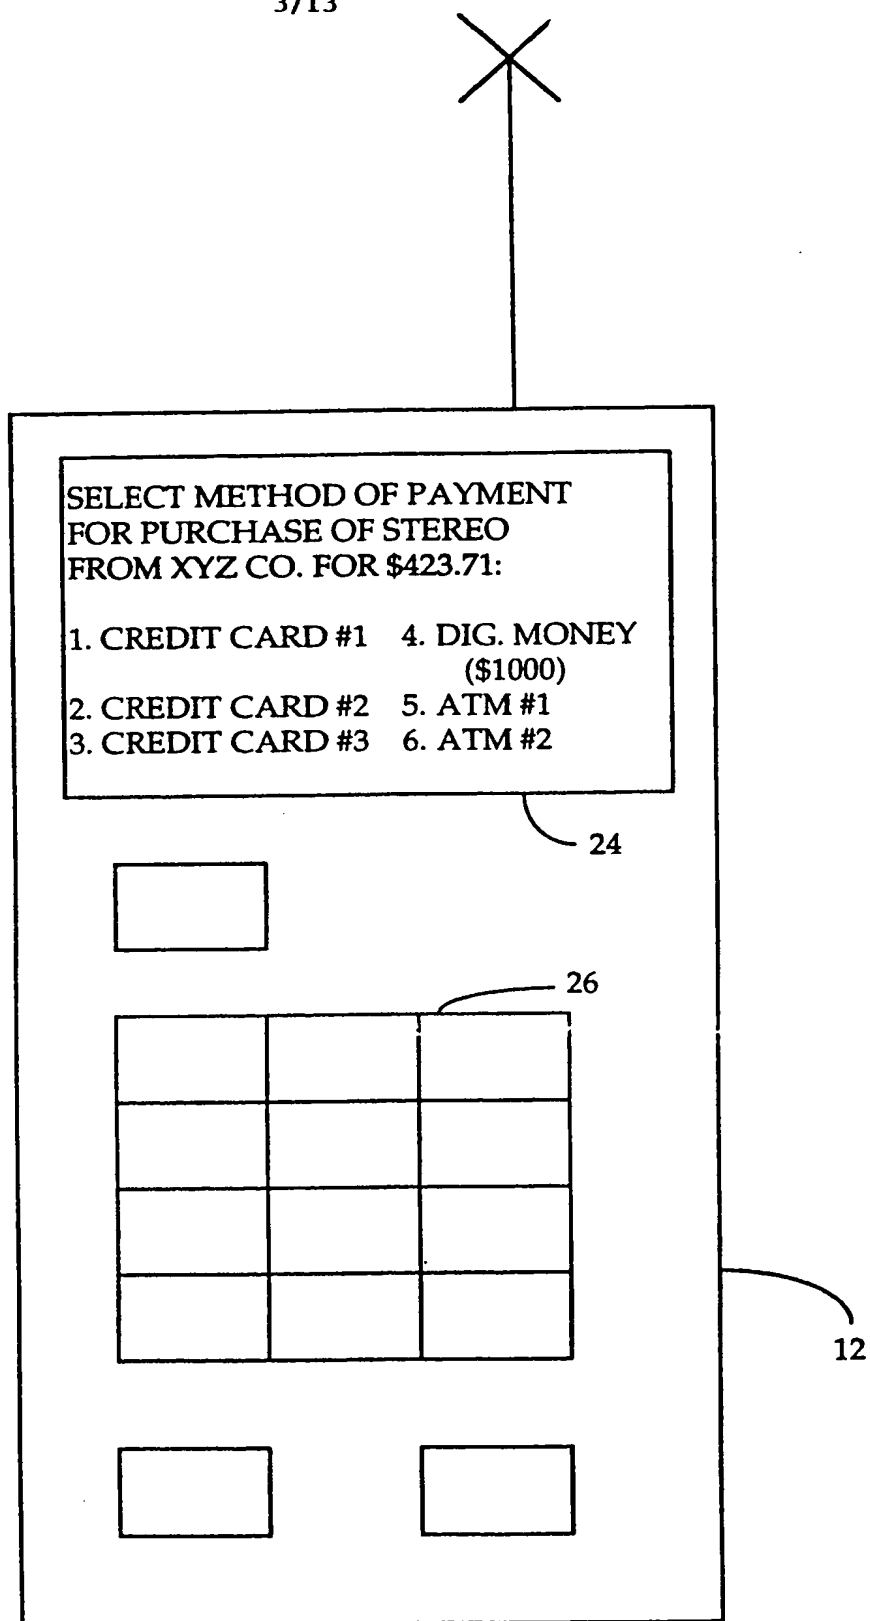 3/13
SELECT METHOD OF PAYMENT
FOR PURCHASE OF STEREO
FROM XYZ CO. FOR $423.71:
1. CREDIT CARD #1 4. DIG. MONEY
($1000)
2. CREDIT CARD #2 5. ATM #1
3. CREDIT CARD #3 6. ATM #2
24
26
12